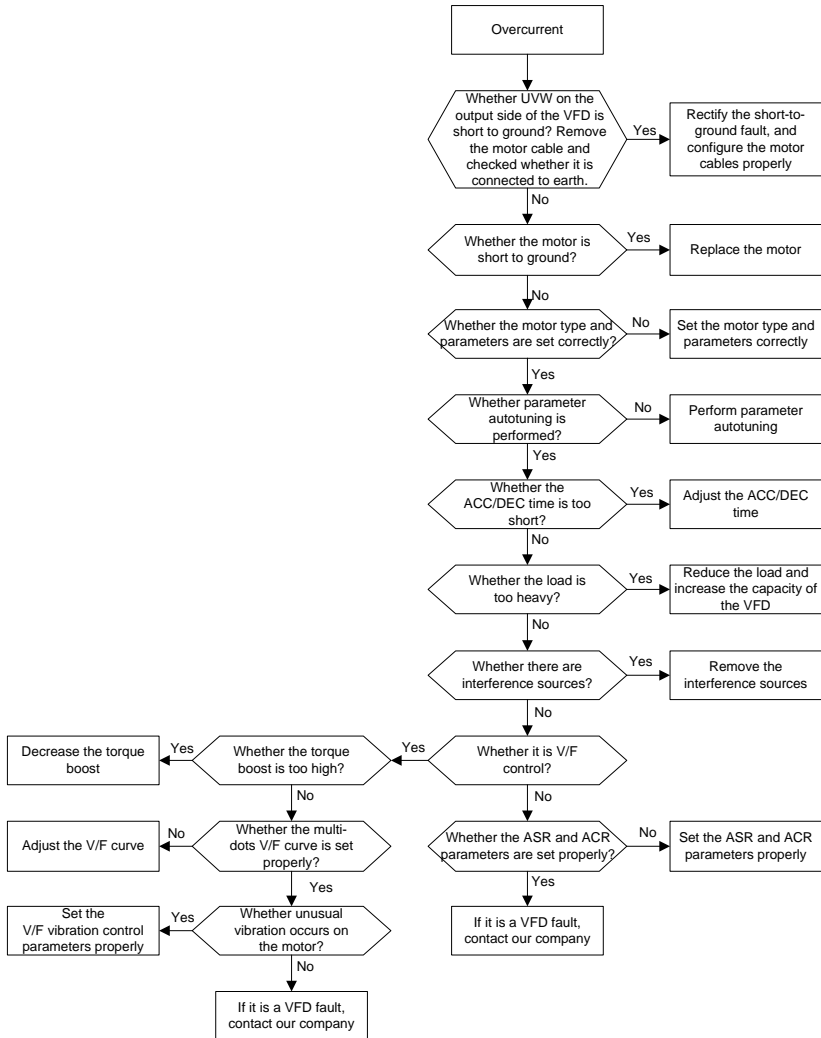 Overcurrent
Whether UVW on the
output side of the VFD is
short to ground? Remove
the motor cable and
checked whether it is
connected to earth.
Yes
Rectify the short-to-
ground fault, and
configure the motor
cables properly
No
Whether the motor is
short to ground?
Yes
Replace the motor
No
Whether the motor type and
parameters are set correctly?
No
Set the motor type and
parameters correctly
Yes
Whether parameter
autotuning is
performed?
No
Perform parameter
autotuning
Yes
Whether the
ACC/DEC time is too
short?
Yes
Adjust the ACC/DEC
time
No
Whether the load is
too heavy?
Yes
Reduce the load and
increase the capacity of
the VFD
No
Whether there are
interference sources?
Yes
Remove the
interference sources
No
Whether it is V/F
control?
Yes
Whether the torque
boost is too high?
Yes
Decrease the torque
boost
No
Whether the multi-
dots V/F curve is set
properly?
No
Adjust the V/F curve
Yes
Whether unusual
vibration occurs on
the motor?
Yes
Set the
V/F vibration control
parameters properly
No
If it is a VFD fault,
contact our company
Whether the ASR and ACR
parameters are set properly?
No
Set the ASR and ACR
parameters properly
Yes
If it is a VFD fault,
contact our company